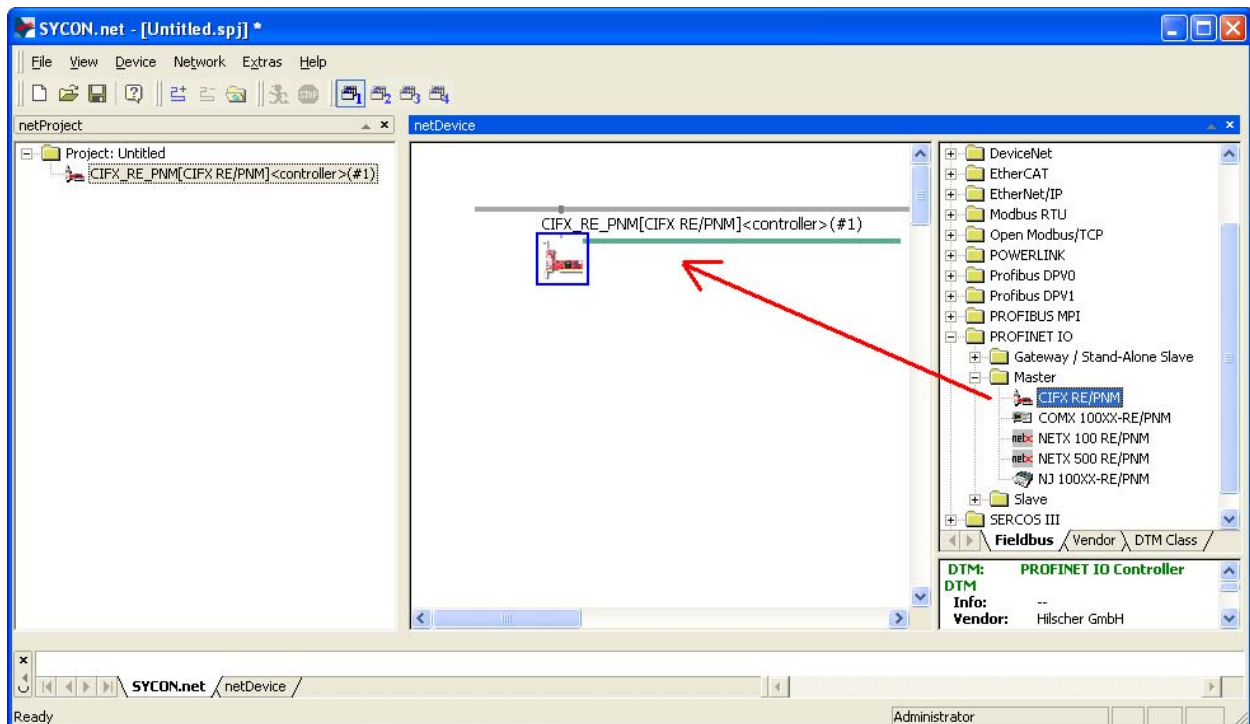 SYCON.net - [Untitled.spj] *
File View Device Network Extras Help
netProject
Project: Untitled
CIFX_RE_PNM[CIFX RE/PNM]<controller>(#1)
netDevice
CIFX_RE_PNM[CIFX RE/PNM]<controller>(#1)
DeviceNet
EtherCAT
EtherNet/IP
Modbus RTU
Open Modbus/TCP
POWERLINK
Profibus DPV0
Profibus DPV1
PROFIBUS MPI
PROFINET IO
Gateway / Stand-Alone Slave
Master
CIFX RE/PNM
COMX 100XX-RE/PNM
NETX 100 RE/PNM
NETX 500 RE/PNM
NJ 100XX-RE/PNM
Slave
SERCOS III
Fieldbus Vendor DTM Class
DTM: PROFINET IO Controller
DTM
Info: --
Vendor: Hilscher GmbH
SYCON.net netDevice
Ready Administrator